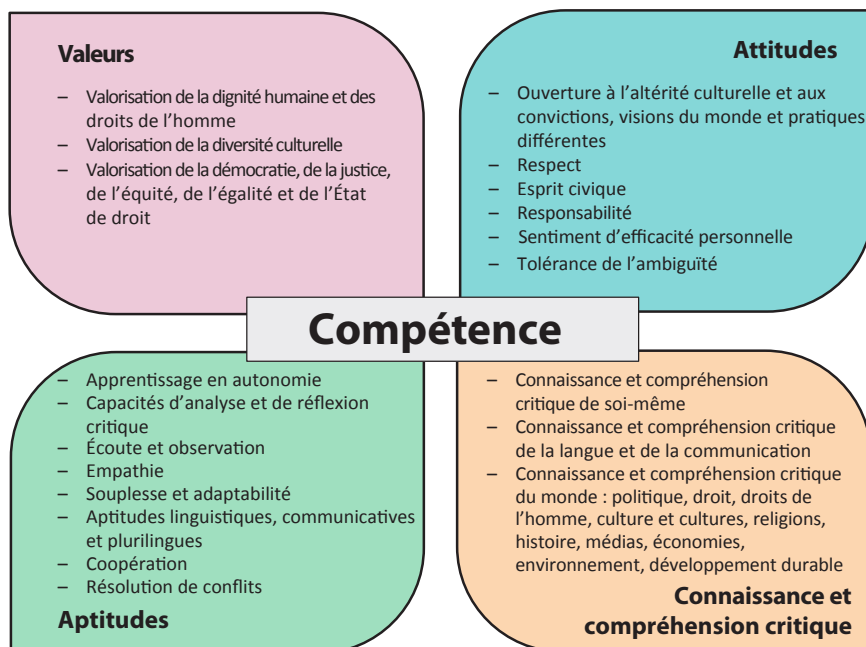 Valeurs
– Valorisation de la dignité humaine et des
droits de l’homme
– Valorisation de la diversité culturelle
– Valorisation de la démocratie, de la justice,
de l’équité, de l’égalité et de l’État
de droit
Attitudes
– Ouverture à l’altérité culturelle et aux
convictions, visions du monde et pratiques
différentes
– Respect
– Esprit civique
– Responsabilité
– Sentiment d’efficacité personnelle
– Tolérance de l’ambiguïté
Compétence
– Apprentissage en autonomie
– Capacités d’analyse et de réflexion
critique
– Écoute et observation
– Empathie
– Souplesse et adaptabilité
– Aptitudes linguistiques, communicatives
et plurilingues
– Coopération
– Résolution de conflits
Aptitudes
– Connaissance et compréhension
critique de soi-même
– Connaissance et compréhension critique
de la langue et de la communication
– Connaissance et compréhension critique
du monde : politique, droit, droits de
l’homme, culture et cultures, religions,
histoire, médias, économies,
environnement, développement durable
Connaissance et
compréhension critique